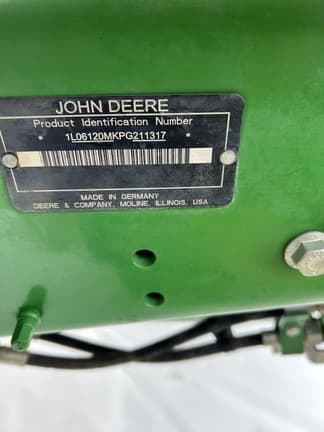 JOHN DEERE
Product Identification Number
1L06120MKPG211317
MADE IN GERMANY
DEERE & COMPANY, MOLINE, ILLINOIS, USA